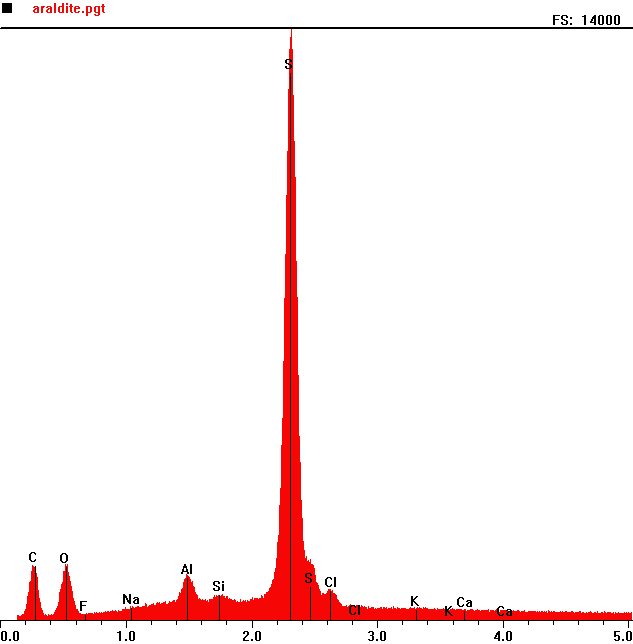 araldite.pgt
FS: 14000
S
C
O
F
Na
Al
Si
S
Cl
Cl
K
K
Ca
Ca
0.0 1.0 2.0 3.0 4.0 5.0